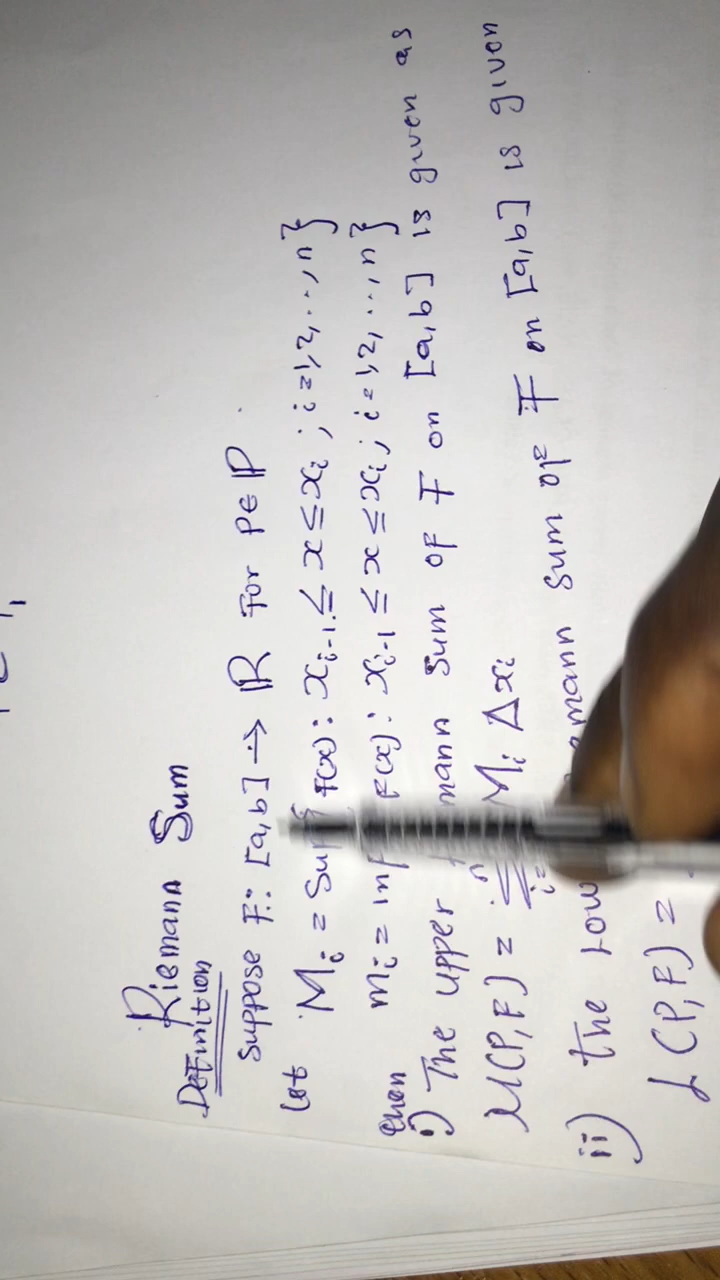 Riemann Sum
Definition
Suppose F: [a,b] → ℝ For P∈ℙ.
Let Mᵢ = Sup{ F(x): xᵢ₋₁ ≤ x ≤ xᵢ ; i=1,2,...,n}
mᵢ = inf F(x): xᵢ₋₁ ≤ x ≤ xᵢ ; i=1,2,...,n}
then
i) The upper mann Sum OF F on [a,b] is given as
U(P,F) = Σ Mᵢ Δxᵢ
ii) the Low mann Sum OF F on [a,b] is given
L(P,F) =